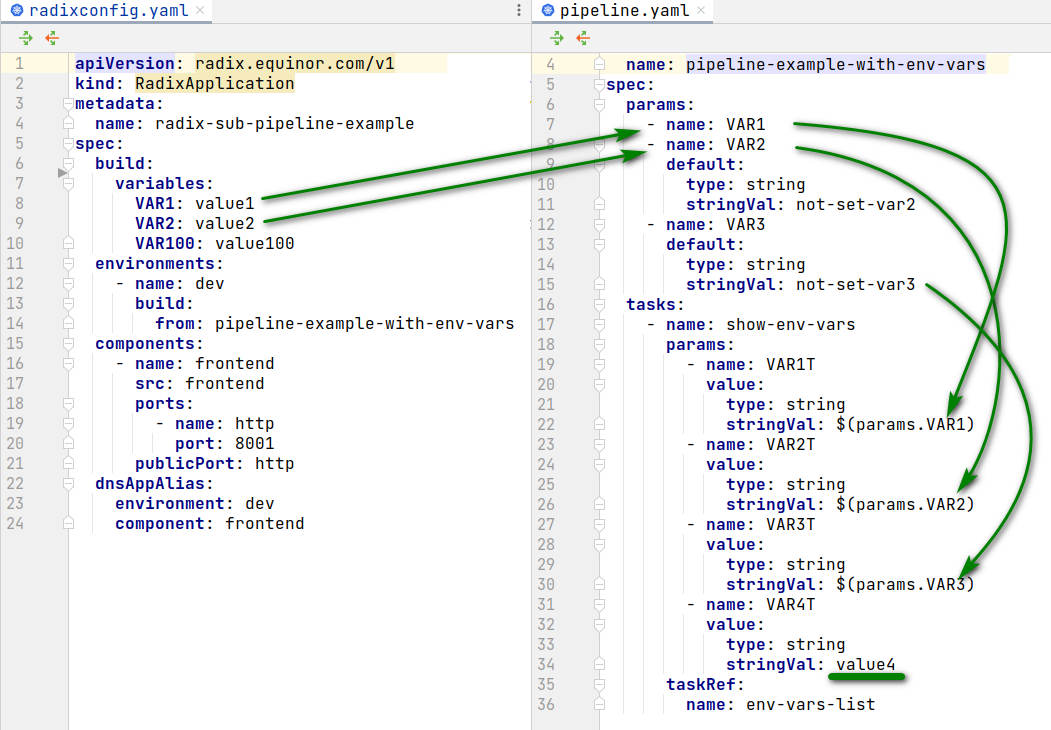 radixconfig.yaml
1 apiVersion: radix.equinor.com/v1
2 kind: RadixApplication
3 metadata:
4 name: radix-sub-pipeline-example
5 spec:
6 build:
7 variables:
8 VAR1: value1
9 VAR2: value2
10 VAR100: value100
11 environments:
12 - name: dev
13 build:
14 from: pipeline-example-with-env-vars
15 components:
16 - name: frontend
17 src: frontend
18 ports:
19 - name: http
20 port: 8001
21 publicPort: http
22 dnsAppAlias:
23 environment: dev
24 component: frontend
pipeline.yaml
4 name: pipeline-example-with-env-vars
5 spec:
6 params:
7 - name: VAR1
8 - name: VAR2
9 default:
10 type: string
11 stringVal: not-set-var2
12 - name: VAR3
13 default:
14 type: string
15 stringVal: not-set-var3
16 tasks:
17 - name: show-env-vars
18 params:
19 - name: VAR1T
20 value:
21 type: string
22 stringVal: $(params.VAR1)
23 - name: VAR2T
24 value:
25 type: string
26 stringVal: $(params.VAR2)
27 - name: VAR3T
28 value:
29 type: string
30 stringVal: $(params.VAR3)
31 - name: VAR4T
32 value:
33 type: string
34 stringVal: value4
35 taskRef:
36 name: env-vars-list